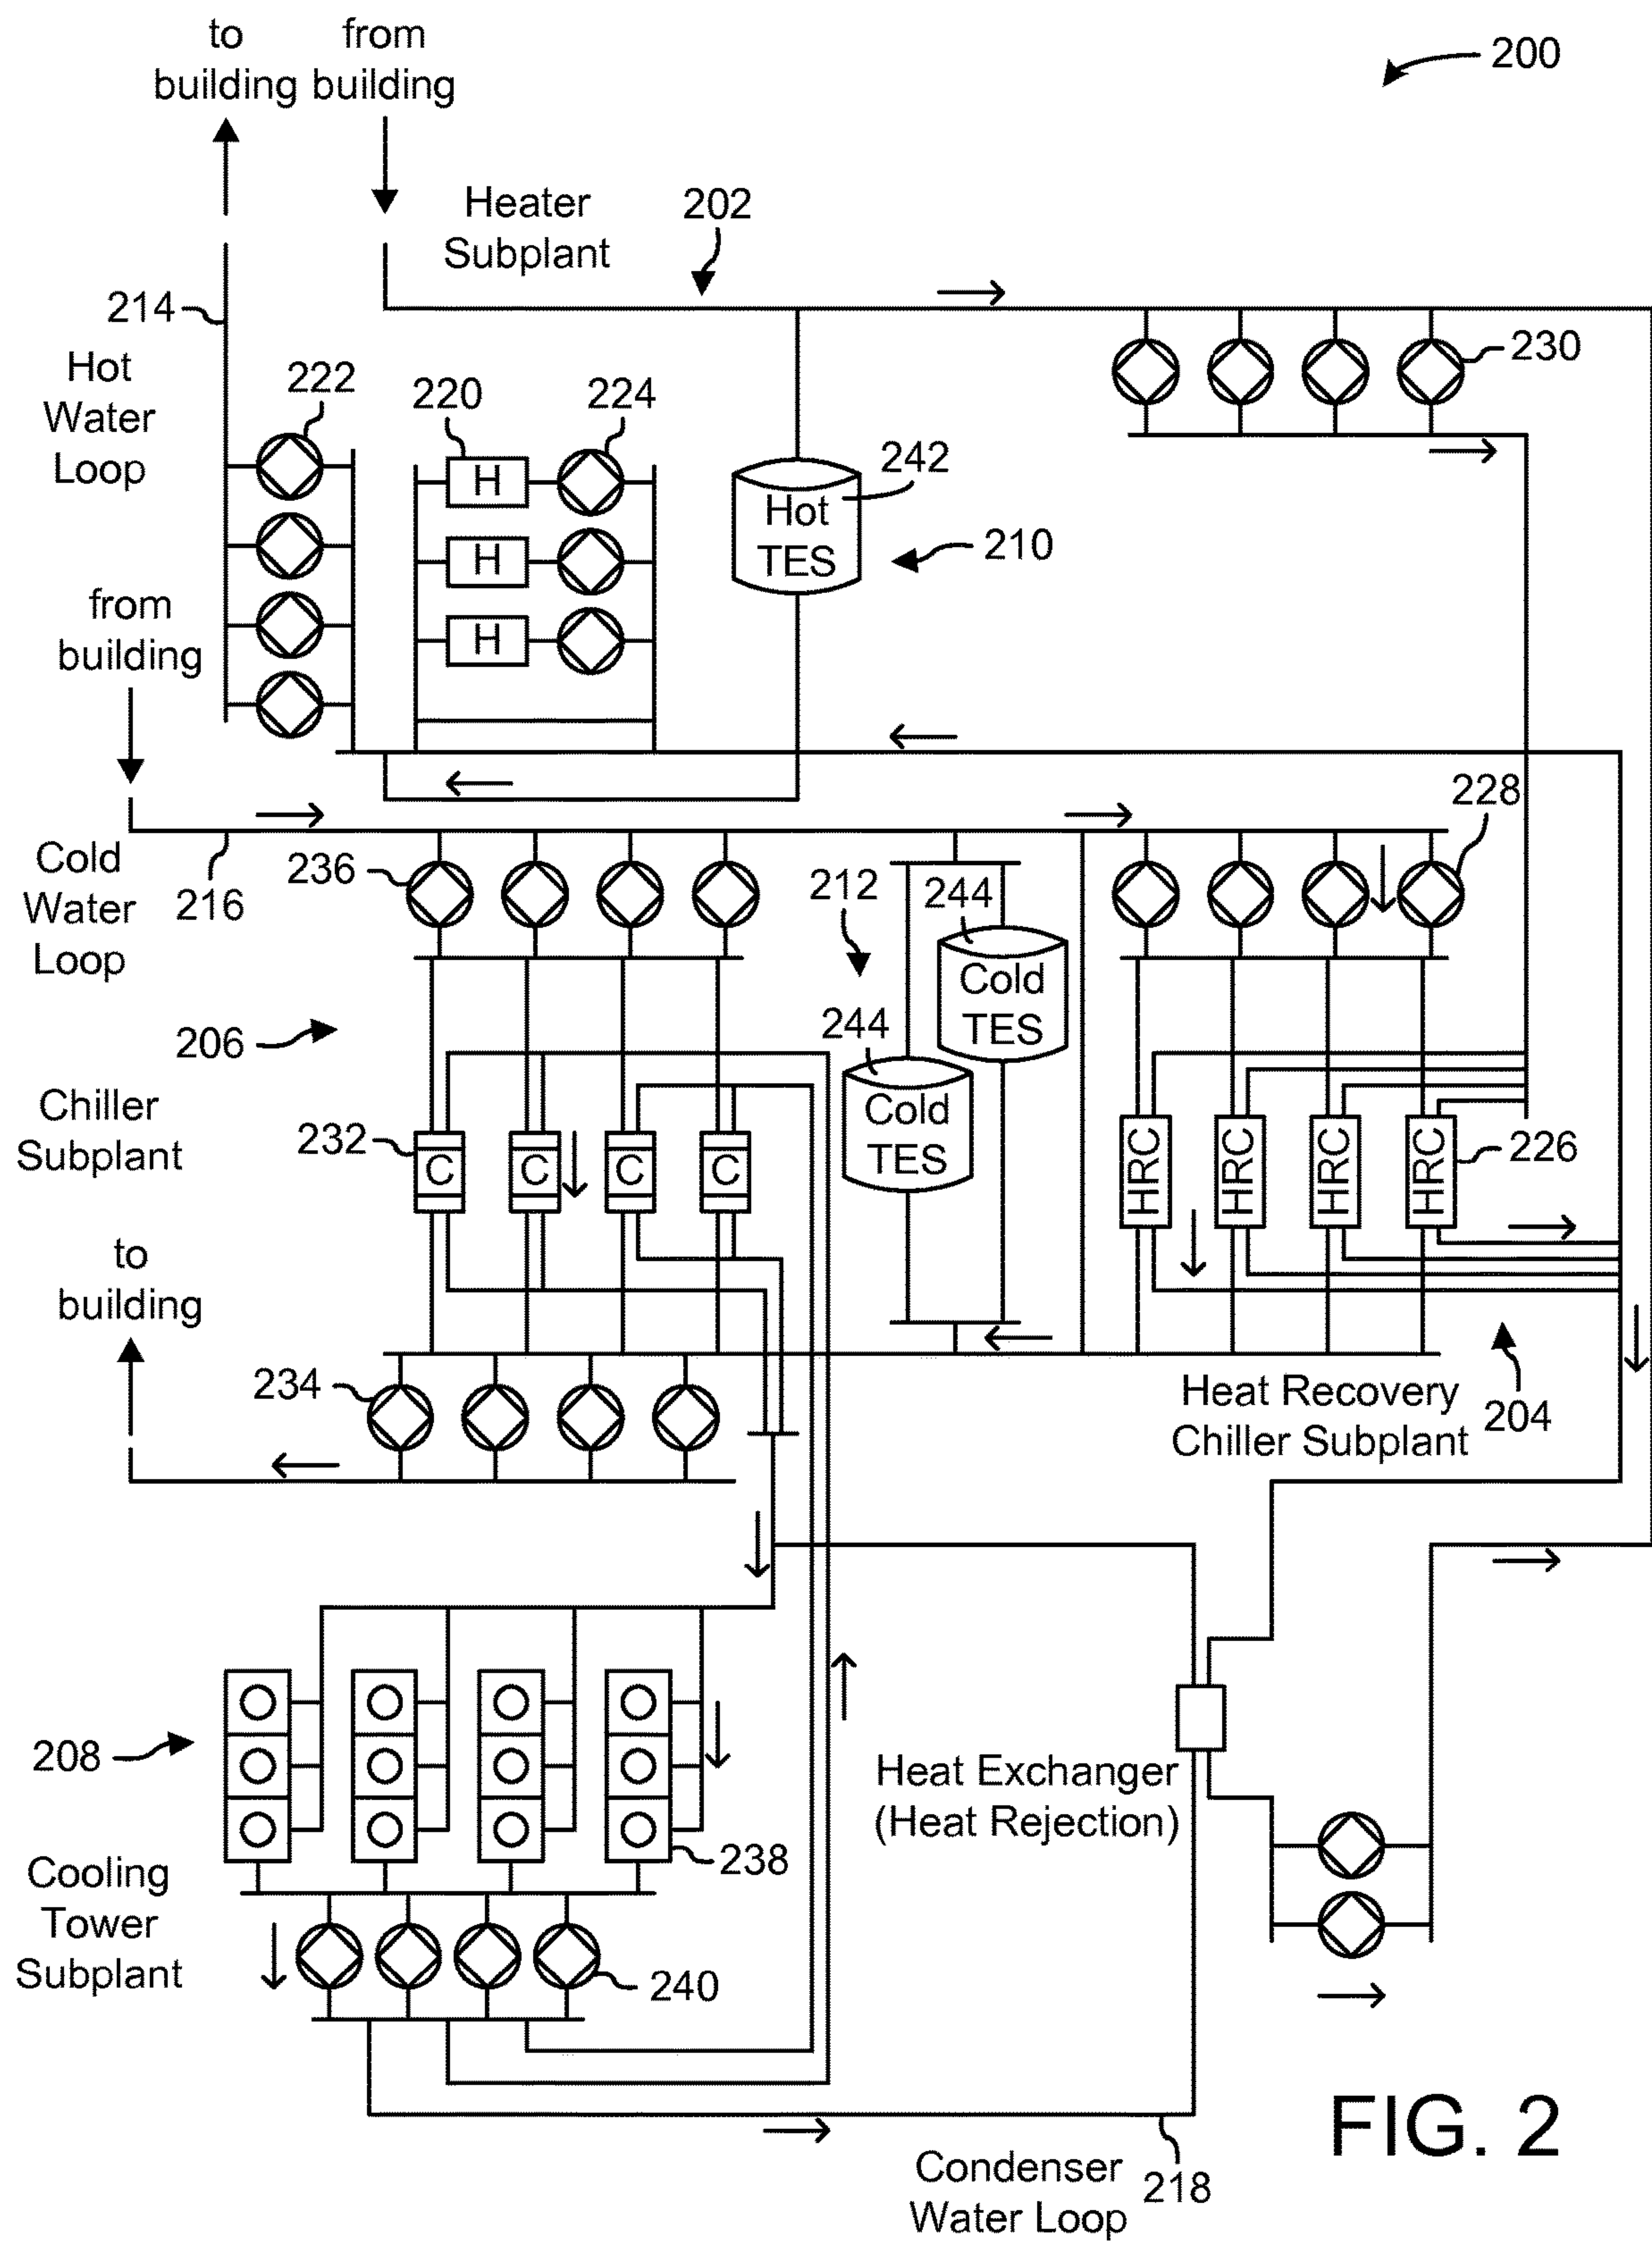 to
building
from
building
200
Heater
Subplant
202
214
Hot
Water
Loop
222
220
224
230
H
H
H
242
Hot
TES
210
from
building
228
Cold
Water
Loop
216
236
212
244
Cold
TES
244
Cold
TES
206
Chiller
Subplant
232
C
C
C
C
HRC
HRC
HRC
HRC
226
to
building
234
Heat Recovery
Chiller Subplant
204
208
238
Heat Exchanger
(Heat Rejection)
Cooling
Tower
Subplant
240
Condenser
Water Loop
218
FIG. 2